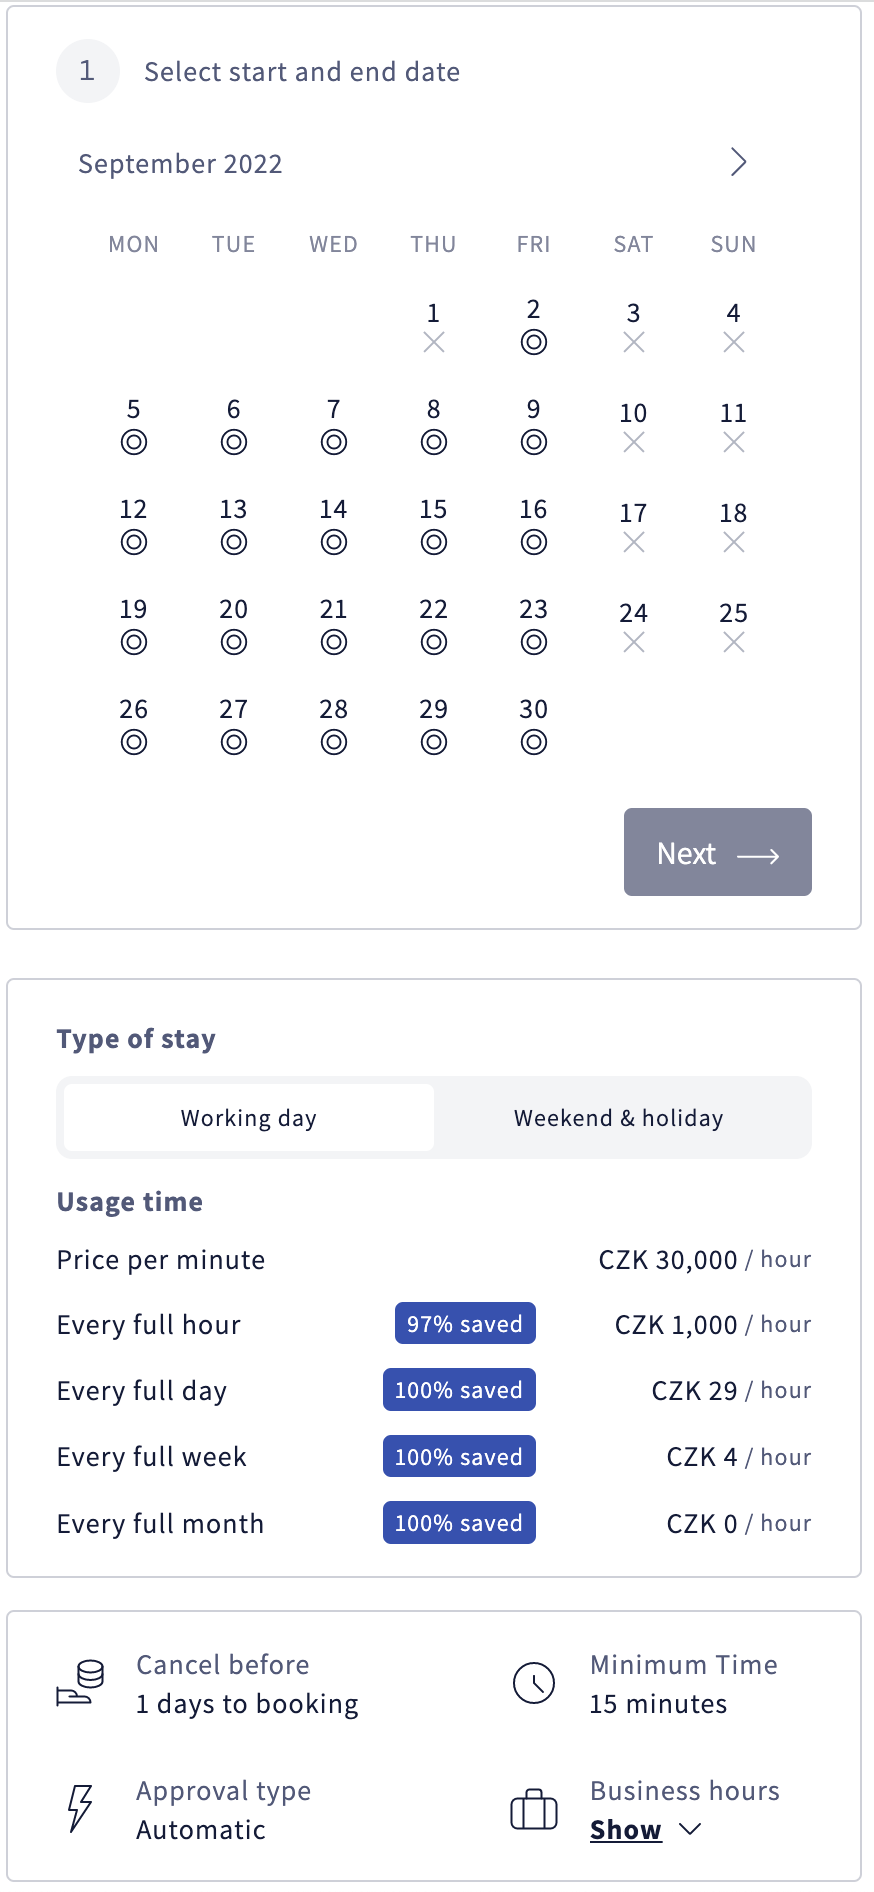 1 Select start and end date
September 2022
MON TUE WED THU FRI SAT SUN
1 2 3 4
5 6 7 8 9 10 11
12 13 14 15 16 17 18
19 20 21 22 23 24 25
26 27 28 29 30
Next
Type of stay
Working day Weekend & holiday
Usage time
Price per minute CZK 30,000 / hour
Every full hour 97% saved CZK 1,000 / hour
Every full day 100% saved CZK 29 / hour
Every full week 100% saved CZK 4 / hour
Every full month 100% saved CZK 0 / hour
Cancel before
1 days to booking
Minimum Time
15 minutes
Approval type
Automatic
Business hours
Show